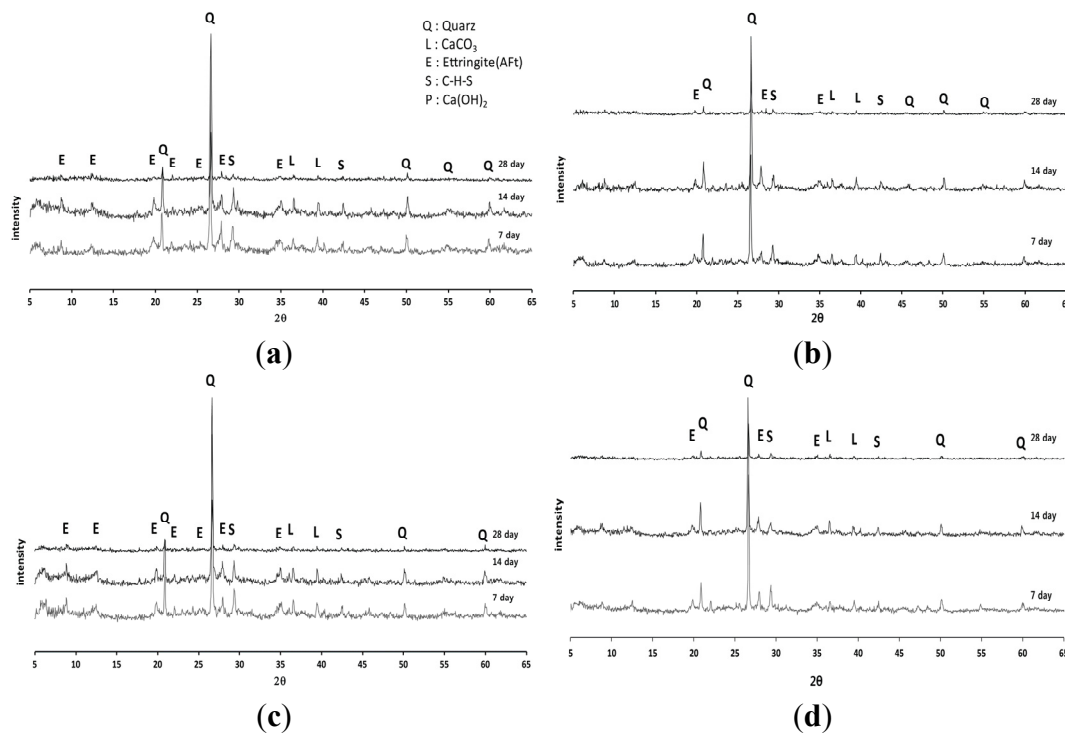 Q
Q : Quarz
L : CaCO3
E : Ettringite(AFt)
S : C-H-S
P : Ca(OH)2
Q
E E E E E E S E L L S Q Q Q
28 day
14 day
7 day
intensity
5 10 15 20 25 30 35 40 45 50 55 60 65
2θ
(a)
Q
Q
E E S E L L S Q Q Q
28 day
14 day
7 day
intensity
5 10 15 20 25 30 35 40 45 50 55 60 65
2θ
(b)
Q
Q
E E E E E E S E L L S Q Q
28 day
14 day
7 day
intensity
5 10 15 20 25 30 35 40 45 50 55 60 65
2θ
(c)
Q
Q
E E S E L L S Q Q
28 day
14 day
7 day
intensity
5 10 15 20 25 30 35 40 45 50 55 60 65
2θ
(d)